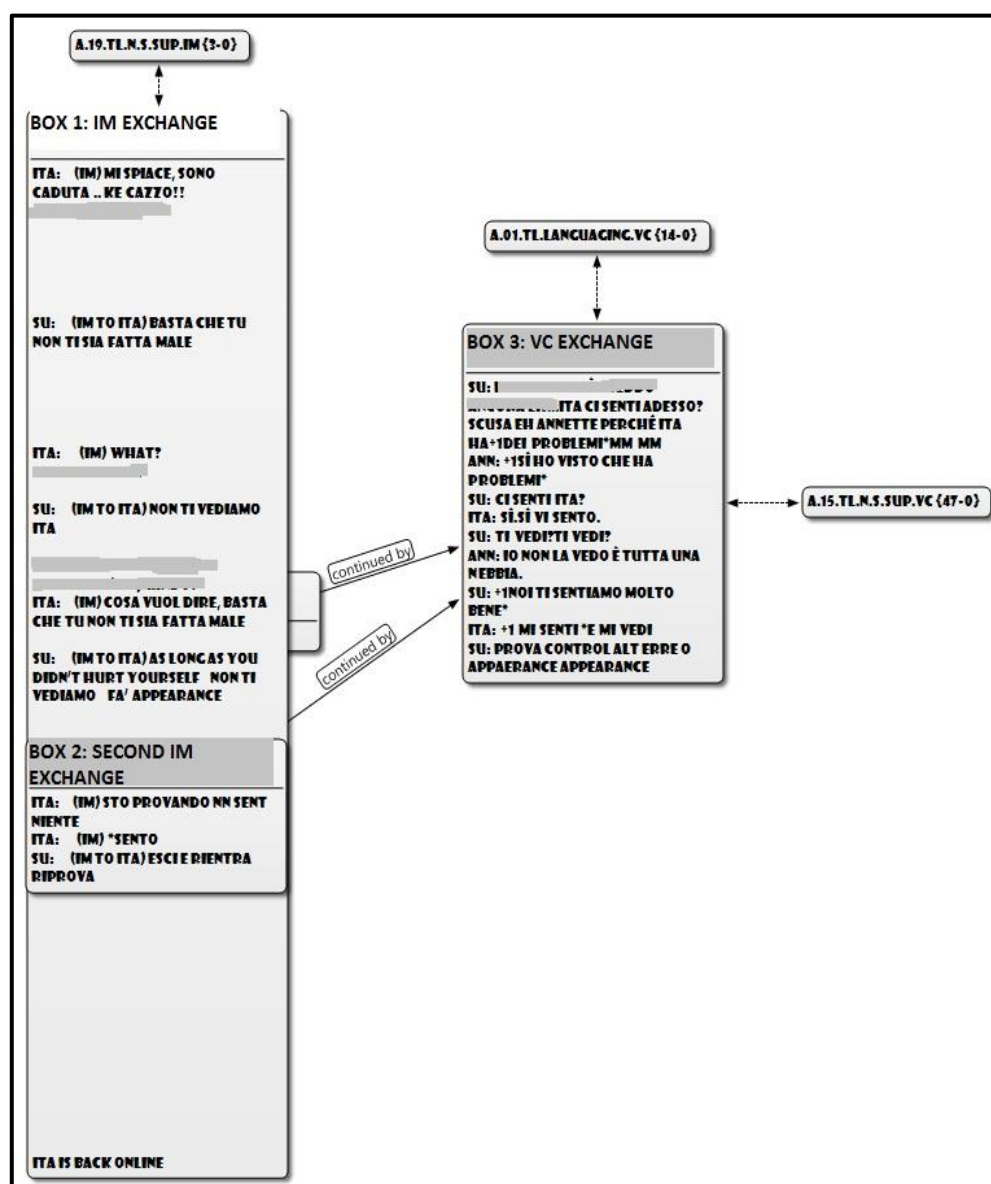 A.19.TL.N.S.SUP.IM {3-0}
BOX 1: IM EXCHANGE
ITA: (IM) MI SPIACE, SONO
CADUTA .. KE CAZZO!!
SU: (IM TO ITA) BASTA CHE TU
NON TI SIA FATTA MALE
ITA: (IM) WHAT?
SU: (IM TO ITA) NON TI VEDIAMO
ITA
ITA: (IM) COSA VUOL DIRE, BASTA
CHE TU NON TI SIA FATTA MALE
SU: (IM TO ITA) AS LONG AS YOU
DIDN'T HURT YOURSELF NON TI
VEDIAMO FA' APPEARANCE
BOX 2: SECOND IM
EXCHANGE
ITA: (IM) STO PROVANDO NN SENT
NIENTE
ITA: (IM) *SENTO
SU: (IM TO ITA) ESCI E RIENTRA
RIPROVA
ITA IS BACK ONLINE
continued by
continued by
A.01.TL.LANGUAGING.VC {14-0}
BOX 3: VC EXCHANGE
SU:
ITA CI SENTI ADESSO?
SCUSA EH ANNETTE PERCHÉ ITA
HA+1DEI PROBLEMI*MM MM
ANN: +1SÌ HO VISTO CHE HA
PROBLEMI*
SU: CI SENTI ITA?
ITA: SÌ.SÌ VI SENTO.
SU: TI VEDI?TI VEDI?
ANN: IO NON LA VEDO È TUTTA UNA
NEBBIA.
SU: +1NOI TI SENTIAMO MOLTO
BENE*
ITA: +1 MI SENTI *E MI VEDI
SU: PROVA CONTROL ALT ERRE O
APPAERANCE APPEARANCE
A.15.TL.N.S.SUP.VC {47-0}